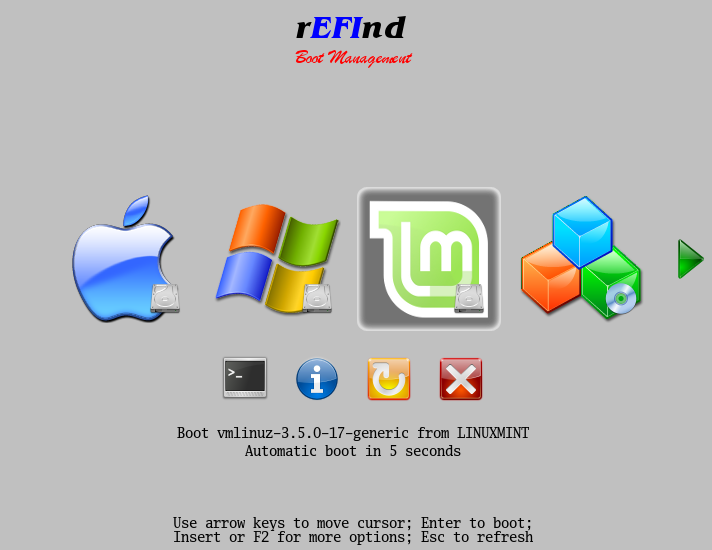 rEFInd
Boot Management
lm
>_
i
Boot vmlinuz-3.5.0-17-generic from LINUXMINT
Automatic boot in 5 seconds
Use arrow keys to move cursor; Enter to boot;
Insert or F2 for more options; Esc to refresh